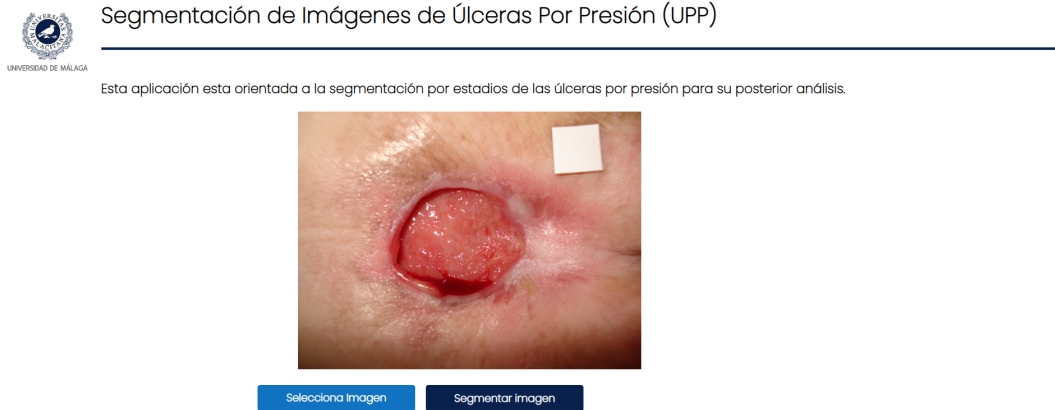 Segmentación de Imágenes de Úlceras Por Presión (UPP)
UNIVERSIDAD DE MÁLAGA
Esta aplicación esta orientada a la segmentación por estadios de las úlceras por presión para su posterior análisis.
Selecciona Imagen
Segmentar imagen